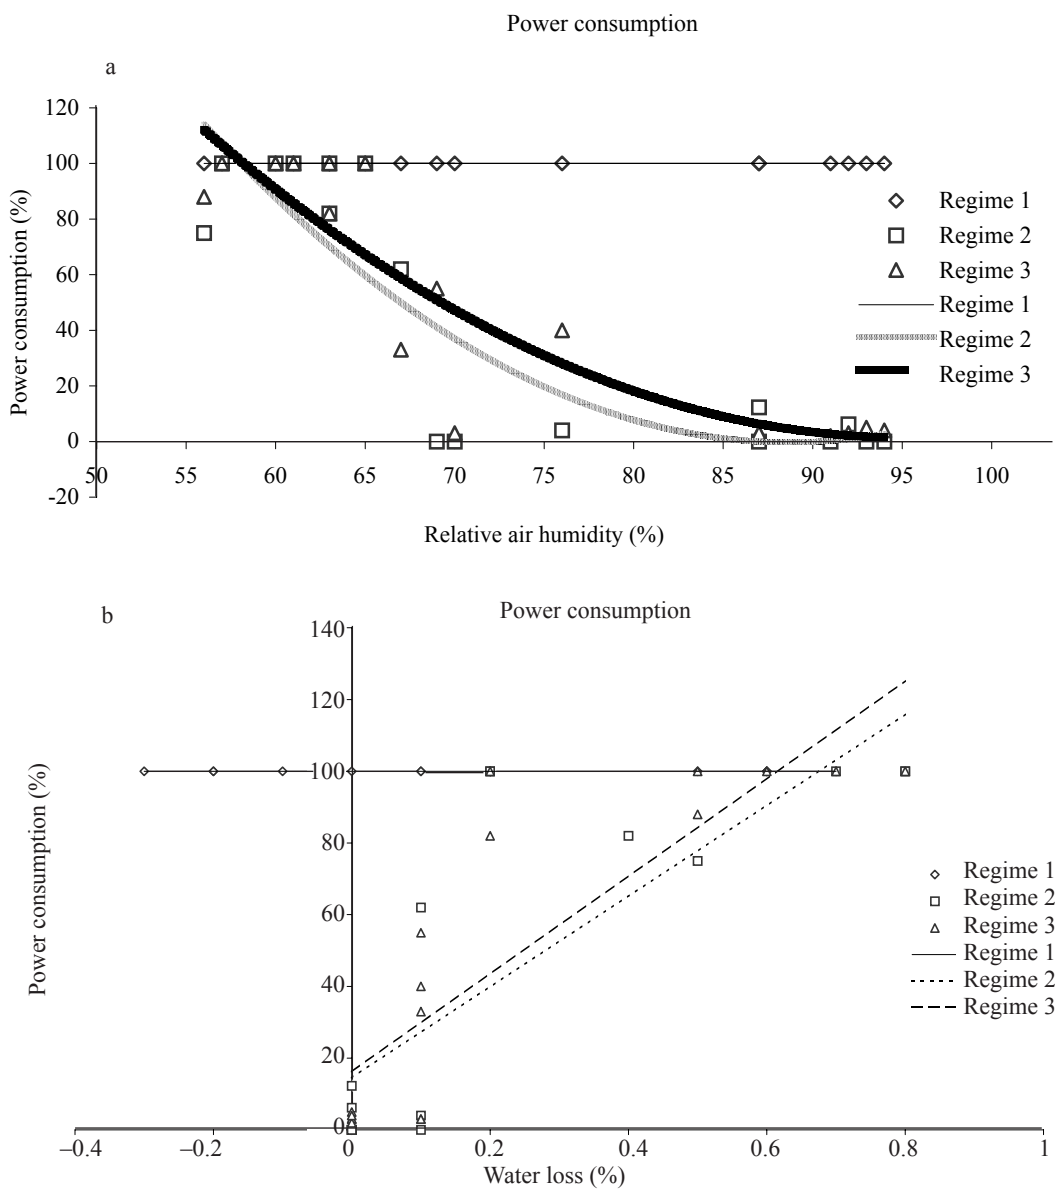 Power consumption
a
Power consumption (%)
120
100
80
60
40
20
0
-20
50 55 60 65 70 75 80 85 90 95 100
Relative air humidity (%)
Regime 1
Regime 2
Regime 3
Regime 1
Regime 2
Regime 3
b
Power consumption
Power consumption (%)
140
120
100
80
60
40
20
0
–0.4 –0.2 0 0.2 0.4 0.6 0.8 1
Water loss (%)
Regime 1
Regime 2
Regime 3
Regime 1
Regime 2
Regime 3